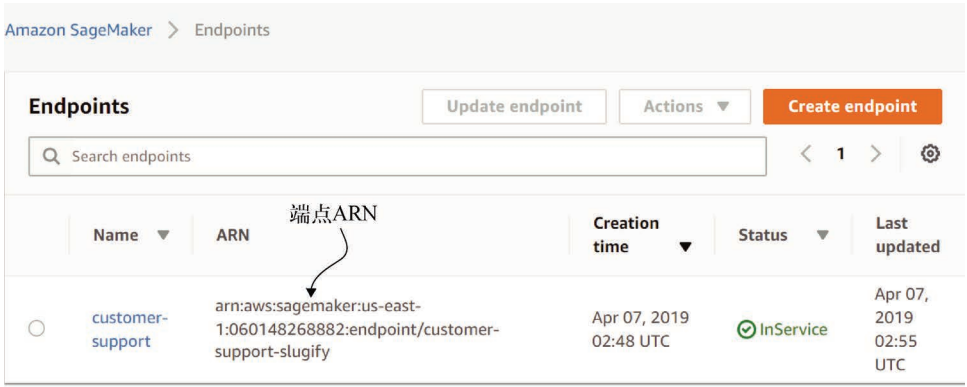 Amazon SageMaker > Endpoints
Endpoints
Update endpoint
Actions
Create endpoint
Search endpoints
< 1 >
端点ARN
Name
ARN
Creation
time
Status
Last
updated
customer-
support
arn:aws:sagemaker:us-east-
1:060148268882:endpoint/customer-
support-slugify
Apr 07, 2019
02:48 UTC
InService
Apr 07,
2019
02:55
UTC